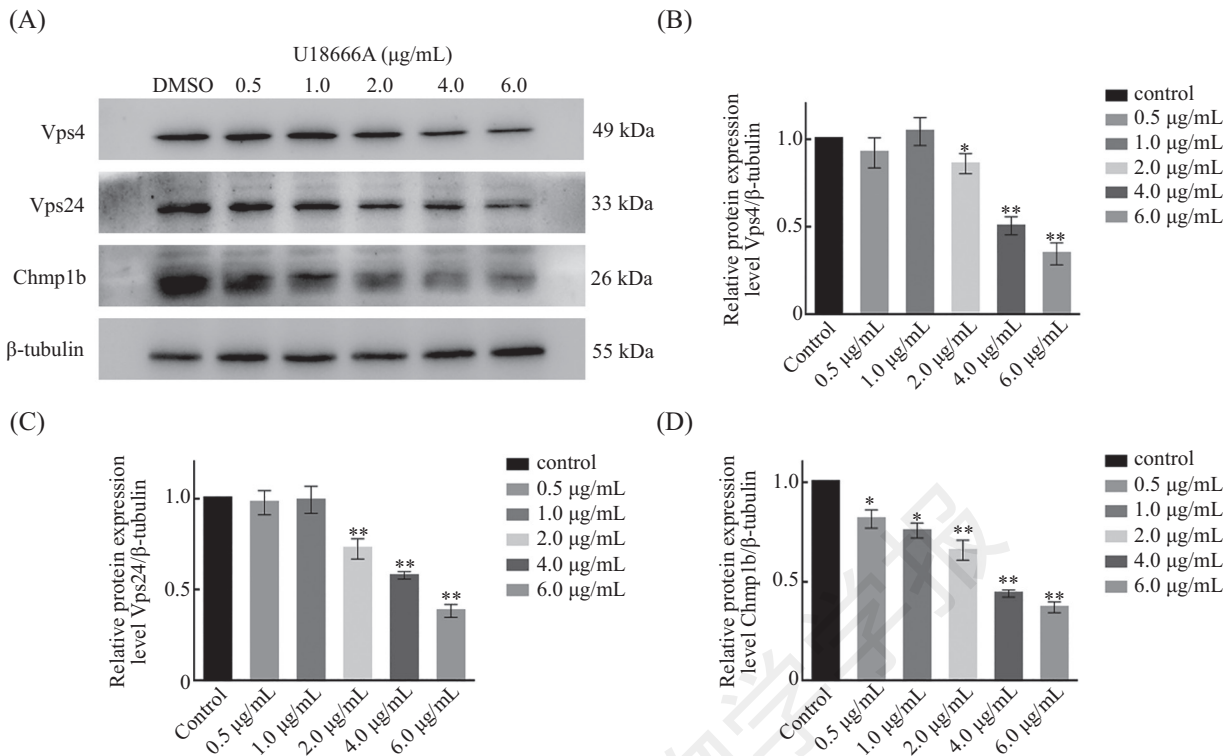 (A)
U18666A (μg/mL)
DMSO 0.5 1.0 2.0 4.0 6.0
Vps4 49 kDa
Vps24 33 kDa
Chmp1b 26 kDa
β-tubulin 55 kDa
(B)
Relative protein expression
level Vps4/β-tubulin
1.0
0.5
0
*
**
**
Control
0.5 μg/mL
1.0 μg/mL
2.0 μg/mL
4.0 μg/mL
6.0 μg/mL
control
0.5 μg/mL
1.0 μg/mL
2.0 μg/mL
4.0 μg/mL
6.0 μg/mL
(C)
Relative protein expression
level Vps24/β-tubulin
1.0
0.5
0
**
**
**
Control
0.5 μg/mL
1.0 μg/mL
2.0 μg/mL
4.0 μg/mL
6.0 μg/mL
control
0.5 μg/mL
1.0 μg/mL
2.0 μg/mL
4.0 μg/mL
6.0 μg/mL
(D)
Relative protein expression
level Chmp1b/β-tubulin
1.0
0.5
0
*
*
**
**
**
Control
0.5 μg/mL
1.0 μg/mL
2.0 μg/mL
4.0 μg/mL
6.0 μg/mL
control
0.5 μg/mL
1.0 μg/mL
2.0 μg/mL
4.0 μg/mL
6.0 μg/mL
物学学报